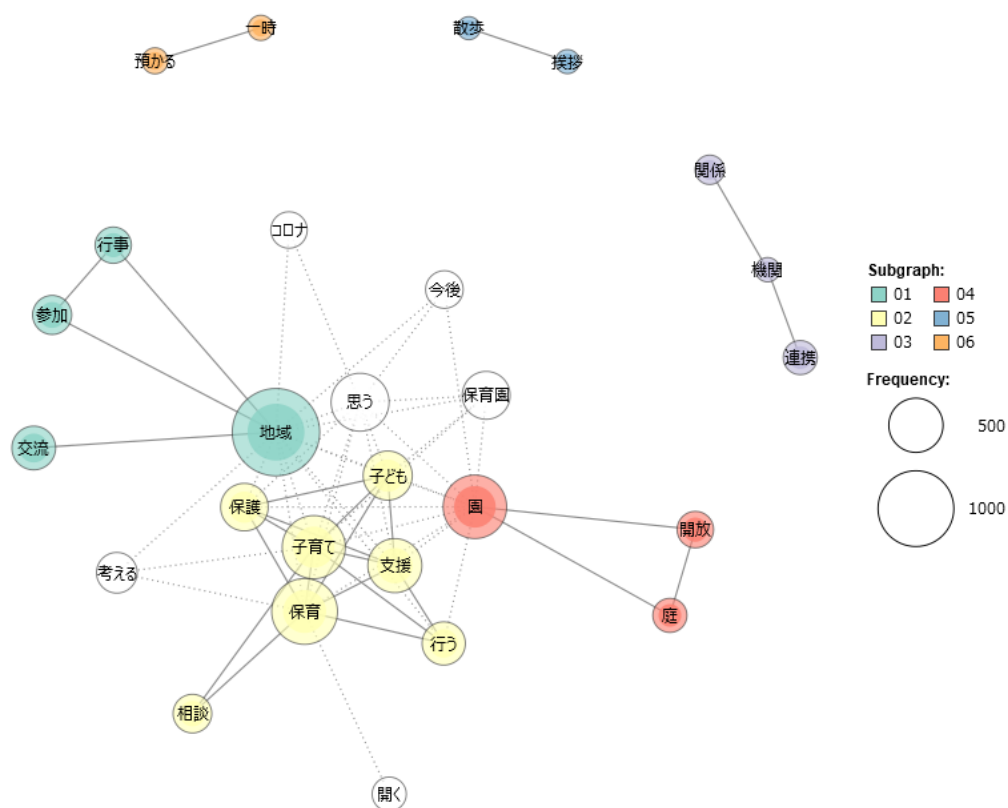 一時
散歩
預かる
挨拶
関係
コロナ
行事
機関
今後
参加
連携
保育園
思う
地域
交流
子ども
保護
園
開放
子育て
支援
考える
保育
庭
行う
相談
開く
Subgraph:
01 04
02 05
03 06
Frequency:
500
1000